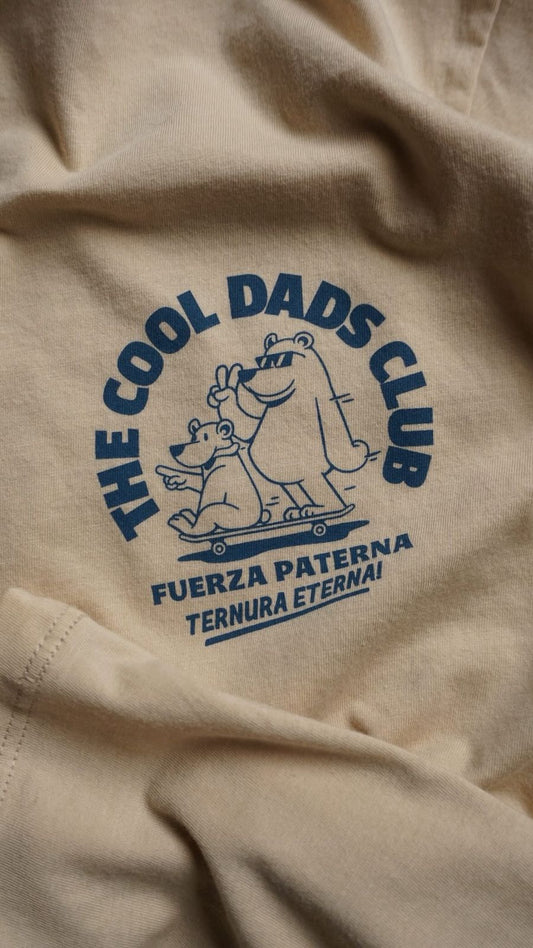 THE COOL DADS CLUB
FUERZA PATERNA
TERNURA ETERNA!